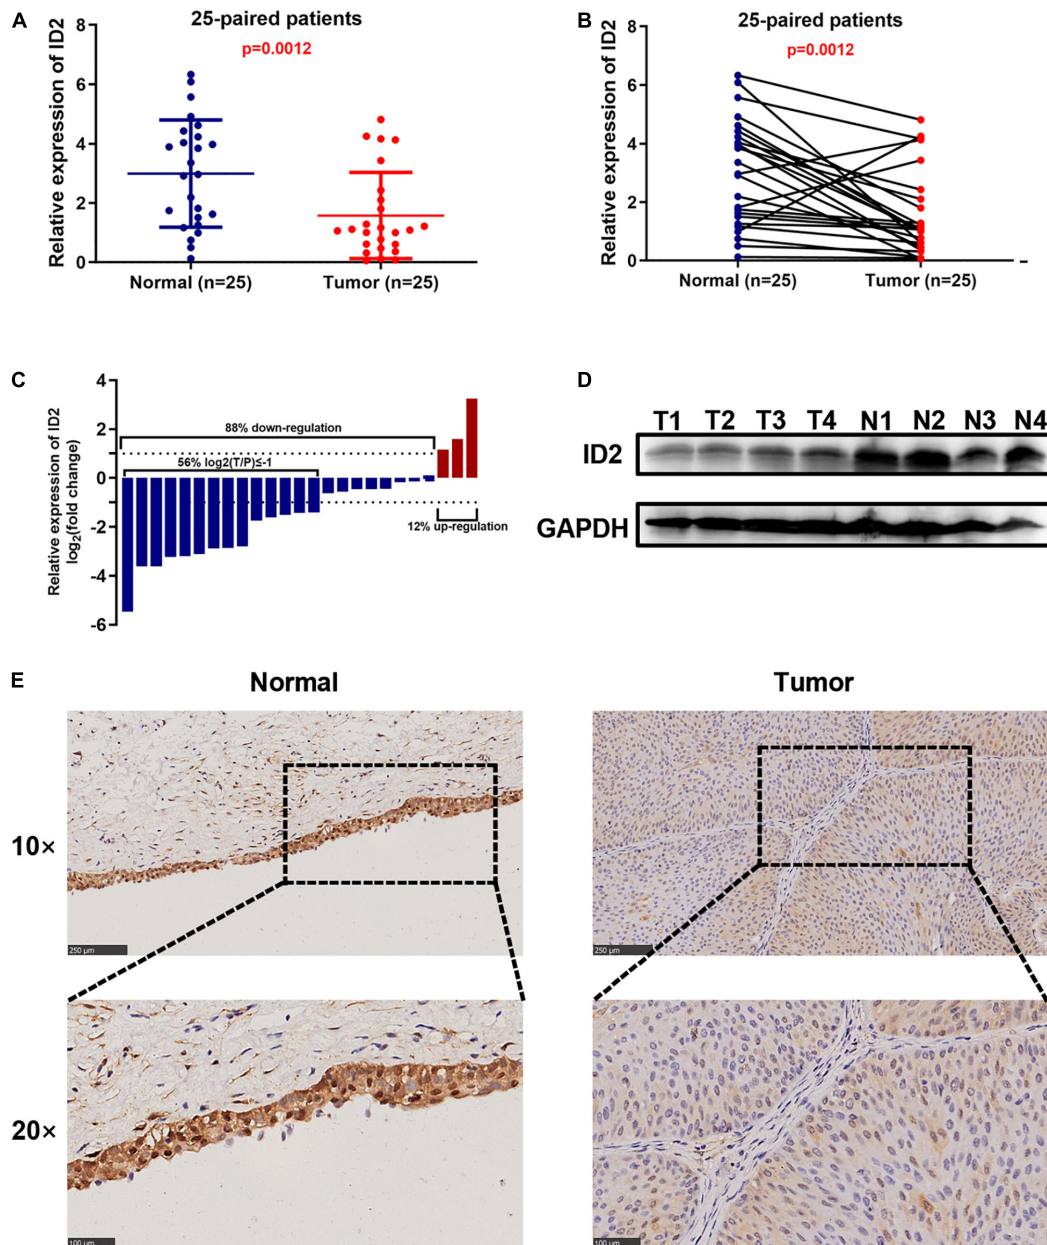 A
25-paired patients
p=0.0012
Relative expression of ID2
8
6
4
2
0
Normal (n=25)
Tumor (n=25)
B
25-paired patients
p=0.0012
Relative expression of ID2
8
6
4
2
0
Normal (n=25)
Tumor (n=25)
C
Relative expression of ID2
log2(fold change)
4
2
0
-2
-4
-6
88% down-regulation
56% log2(T/P)≤-1
12% up-regulation
D
T1 T2 T3 T4 N1 N2 N3 N4
ID2
GAPDH
E
Normal
Tumor
10×
250 μm
250 μm
20×
100 μm
100 μm